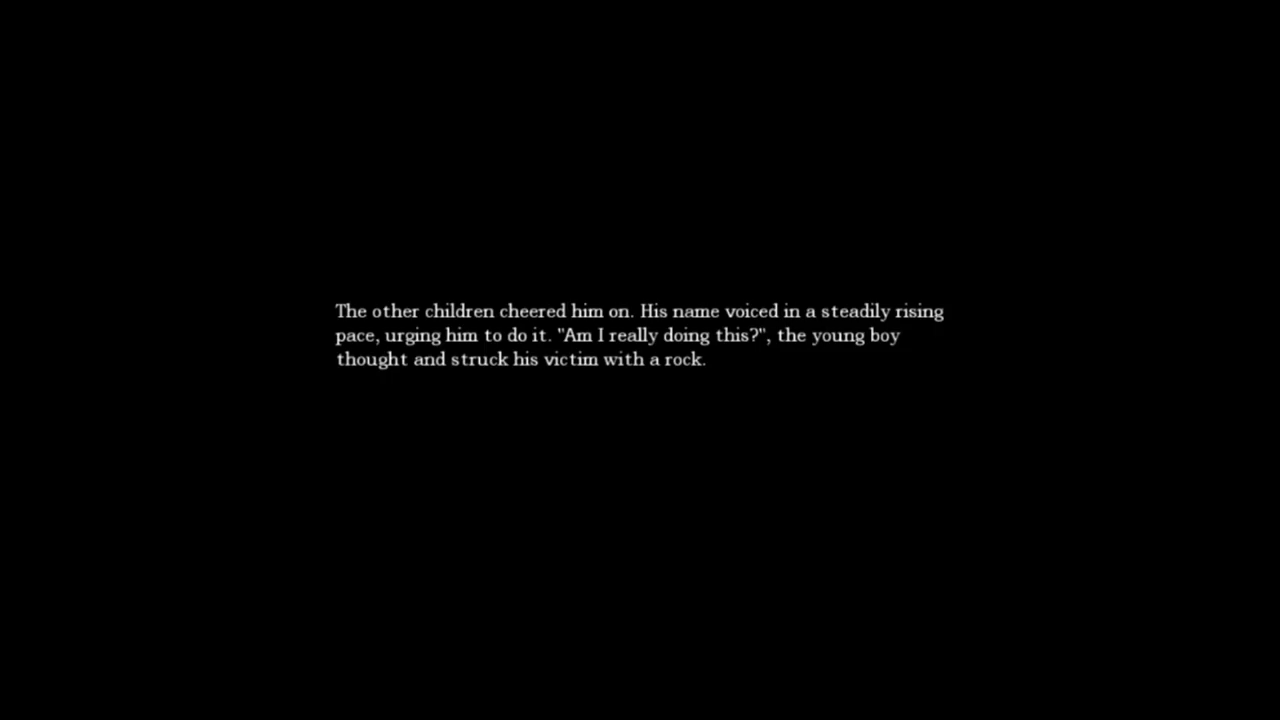 The other children cheered him on. His name voiced in a steadily rising
pace, urging him to do it. "Am I really doing this?", the young boy
thought and struck his victim with a rock.